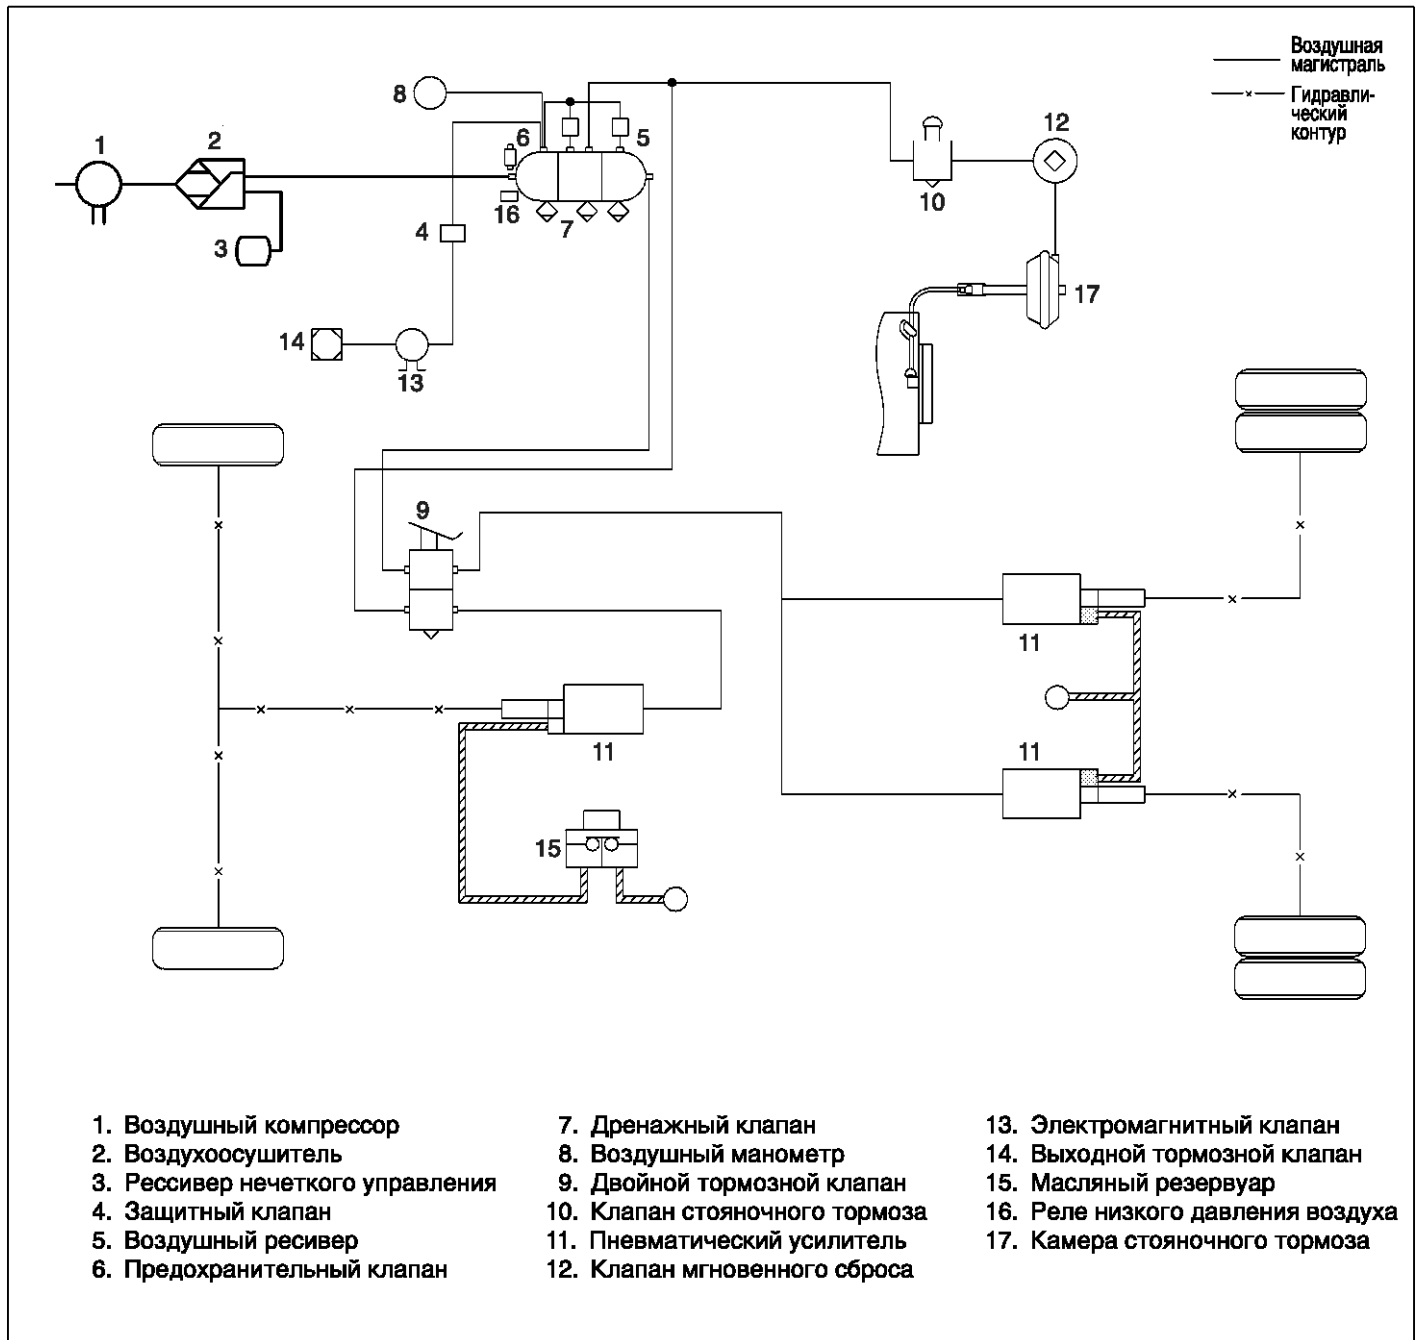 Воздушная
магистраль
Гидравли-
ческий
контур
8
12
1
2
6
5
16
7
10
4
3
17
14
13
9
11
11
11
15
1. Воздушный компрессор
2. Воздухоосушитель
3. Рессивер нечеткого управления
4. Защитный клапан
5. Воздушный ресивер
6. Предохранительный клапан
7. Дренажный клапан
8. Воздушный манометр
9. Двойной тормозной клапан
10. Клапан стояночного тормоза
11. Пневматический усилитель
12. Клапан мгновенного сброса
13. Электромагнитный клапан
14. Выходной тормозной клапан
15. Масляный резервуар
16. Реле низкого давления воздуха
17. Камера стояночного тормоза